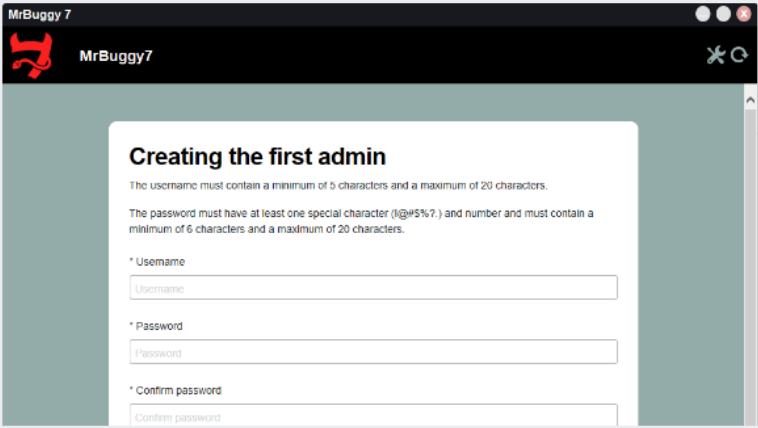 MrBuggy 7
MrBuggy7
Creating the first admin
The username must contain a minimum of 5 characters and a maximum of 20 characters.
The password must have at least one special character (!@#$%?.) and number and must contain a
minimum of 6 characters and a maximum of 20 characters.
* Username
Username
* Password
Password
* Confirm password
Confirm password